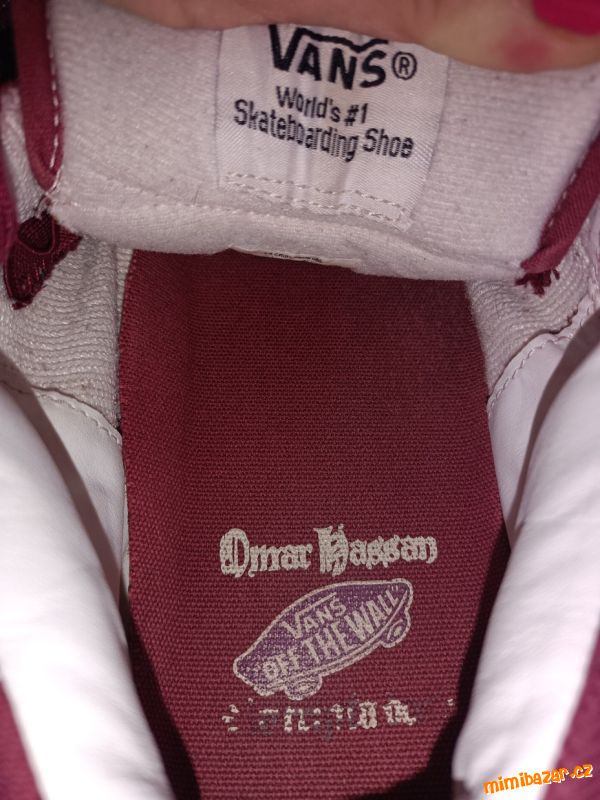 VANS®
World's #1
Skateboarding Shoe
Omar Hassan
VANS
OFF THE WALL
mimibazar.cz